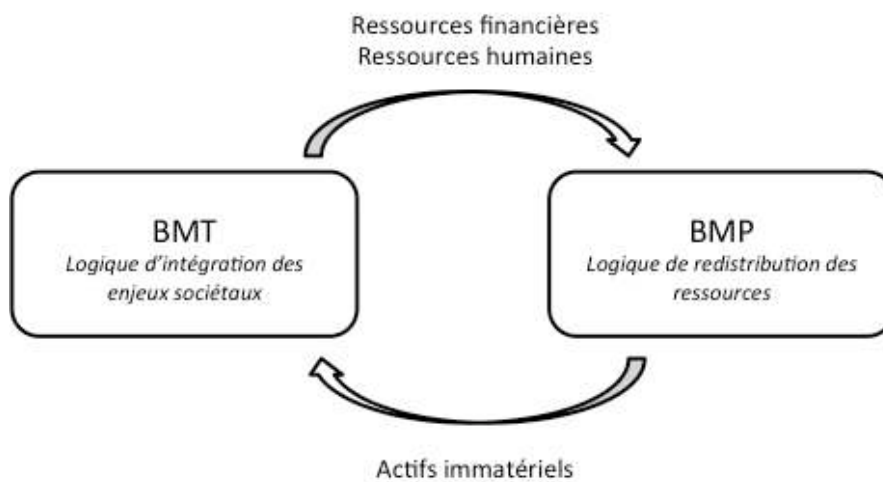 Ressources financières
Ressources humaines
BMT
Logique d'intégration des
enjeux sociétaux
BMP
Logique de redistribution des
ressources
Actifs immatériels